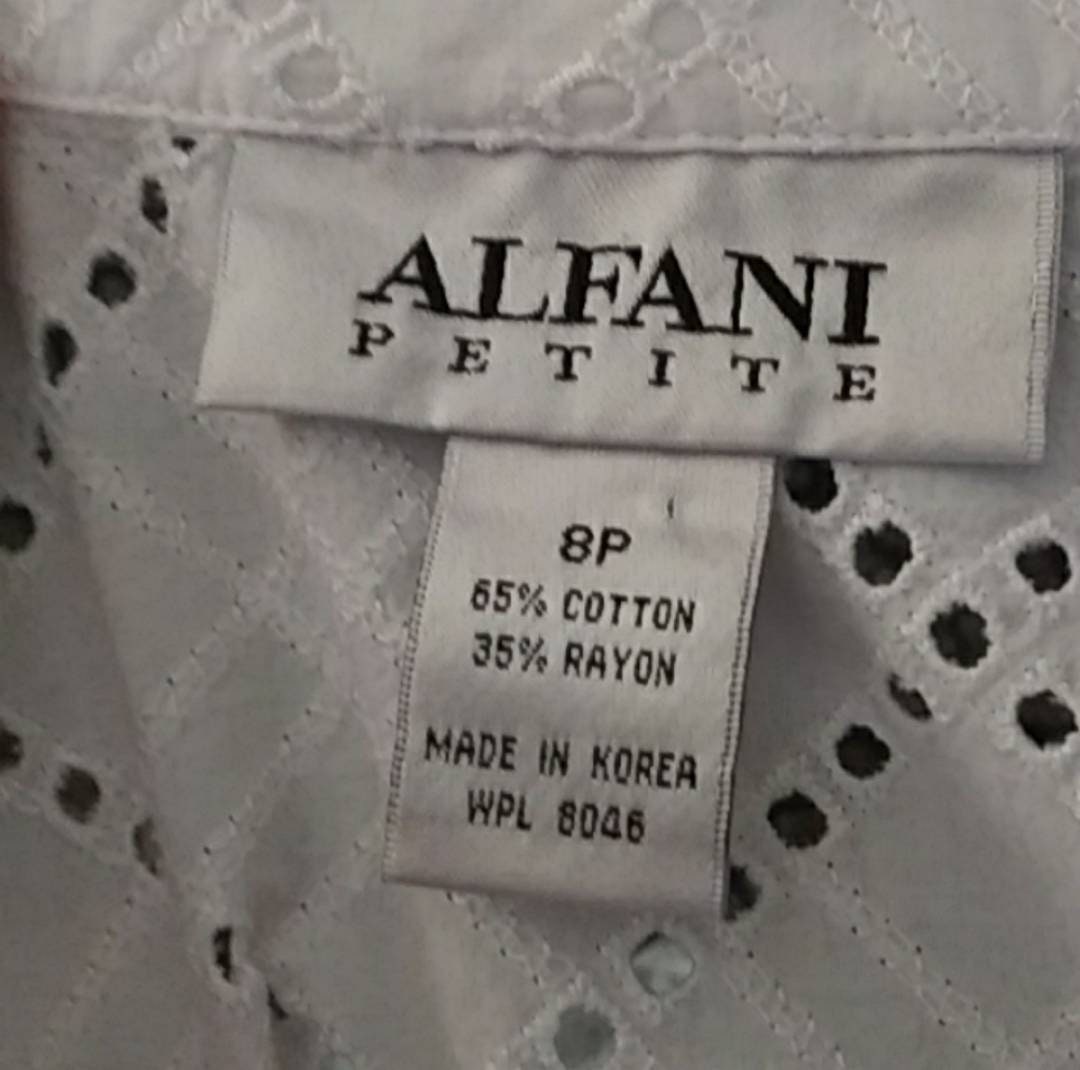 ALFANI
PETITE
8P
65% COTTON
35% RAYON
MADE IN KOREA
WPL 8046